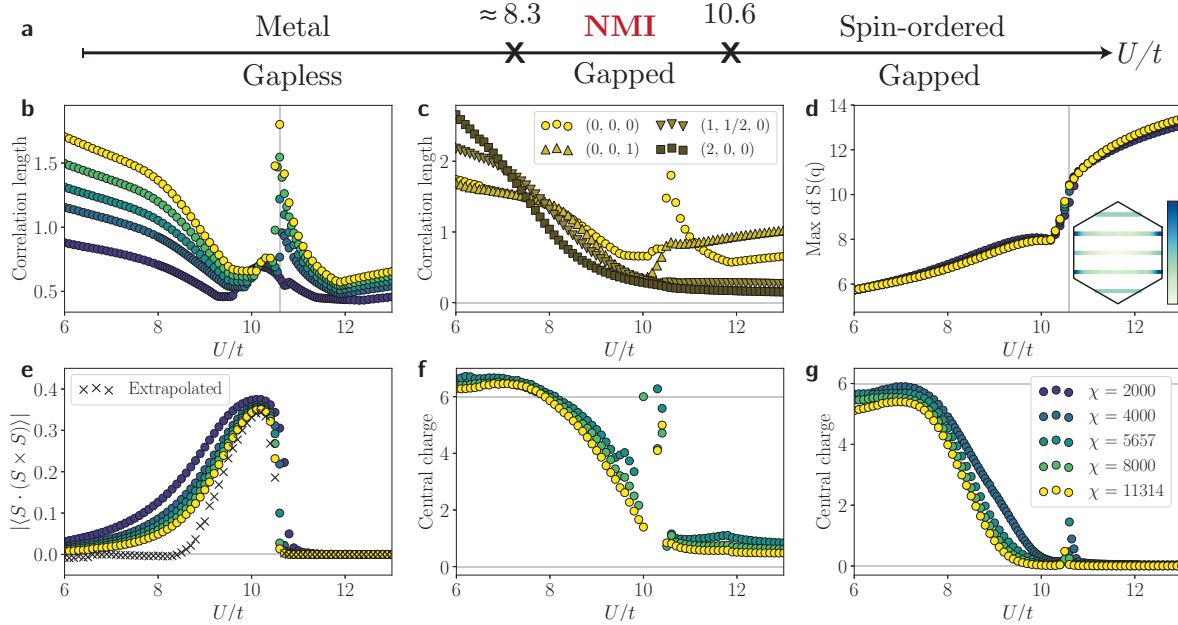 a
Metal ≈ 8.3 NMI 10.6 Spin-ordered
Gapless Gapped Gapped U/t
b
Correlation length
1.5
1.0
0.5
6 8 10 12
U/t
c
Correlation length
2
1
0
(0, 0, 0) (1, 1/2, 0)
(0, 0, 1) (2, 0, 0)
6 8 10 12
U/t
d
Max of S(q)
14
12
10
8
6
6 8 10 12
U/t
e
|⟨S · (S × S)⟩|
0.4
0.3
0.2
0.1
0.0
Extrapolated
6 8 10 12
U/t
f
Central charge
6
4
2
0
6 8 10 12
U/t
g
Central charge
6
4
2
0
χ = 2000
χ = 4000
χ = 5657
χ = 8000
χ = 11314
6 8 10 12
U/t